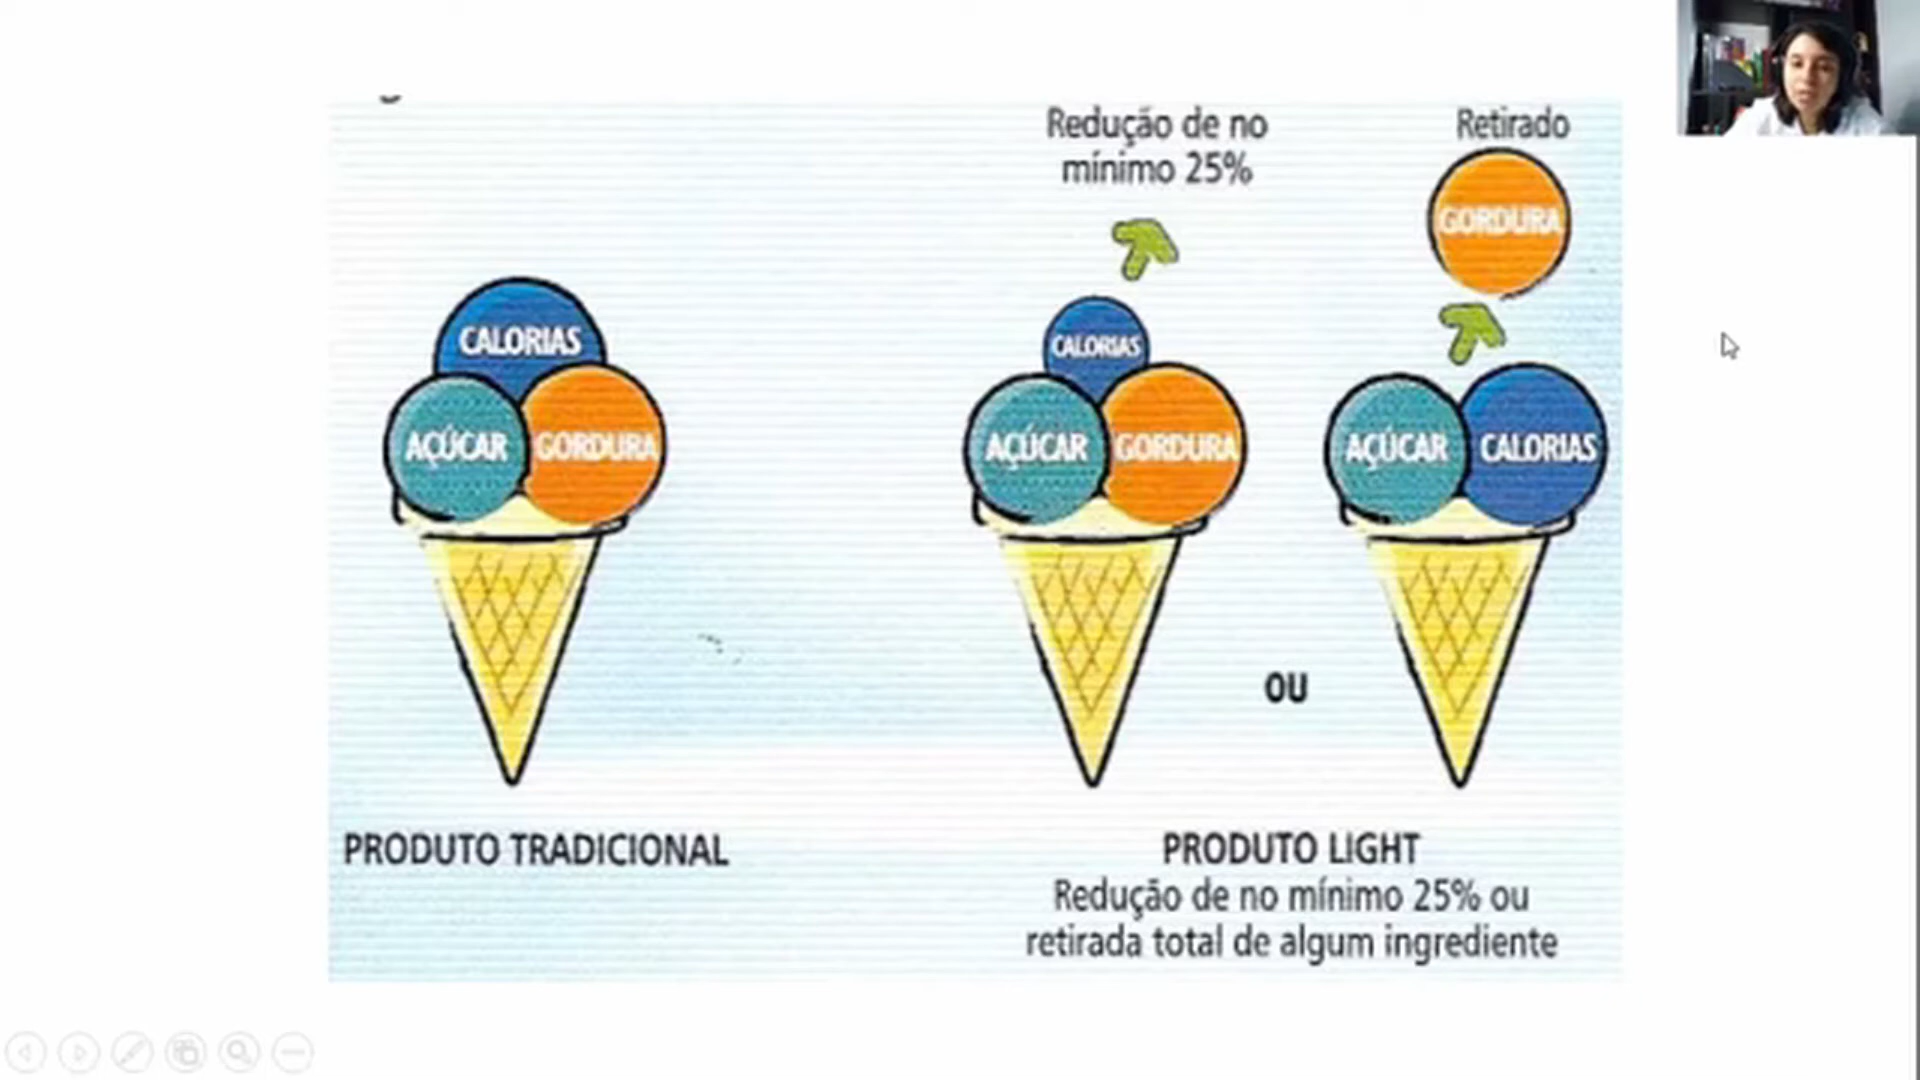 Redução de no
mínimo 25%
Retirado
GORDURA
CALORIAS
AÇÚCAR
GORDURA
CALORIAS
AÇÚCAR
GORDURA
AÇÚCAR
CALORIAS
OU
PRODUTO TRADICIONAL
PRODUTO LIGHT
Redução de no mínimo 25% ou
retirada total de algum ingrediente